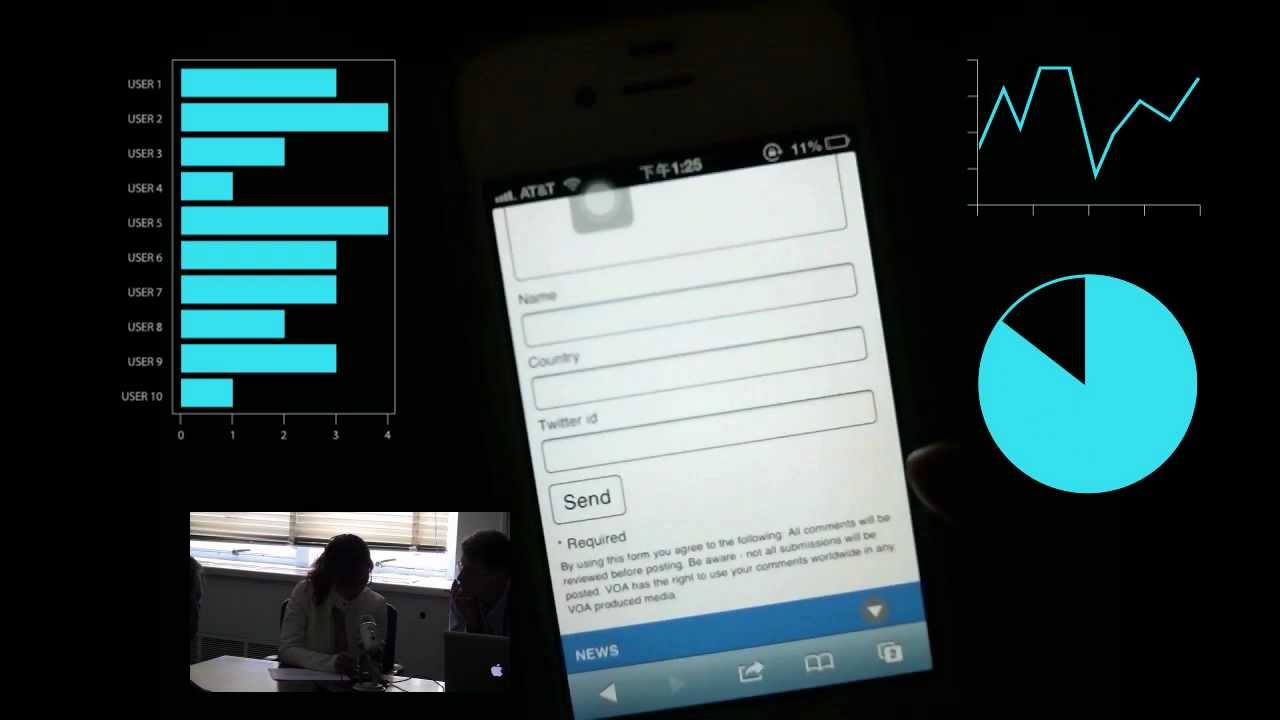 USER 1
USER 2
USER 3
USER 4
USER 5
USER 6
USER 7
USER 8
USER 9
USER 10
0 1 2 3 4
AT&T 下午1:25 11%
Name
Country
Twitter id
Send
* Required
By using this form you agree to the following: All comments will be
reviewed before posting. Be aware - not all submissions will be
posted. VOA has the right to use your comments worldwide in any
VOA produced media.
NEWS
2